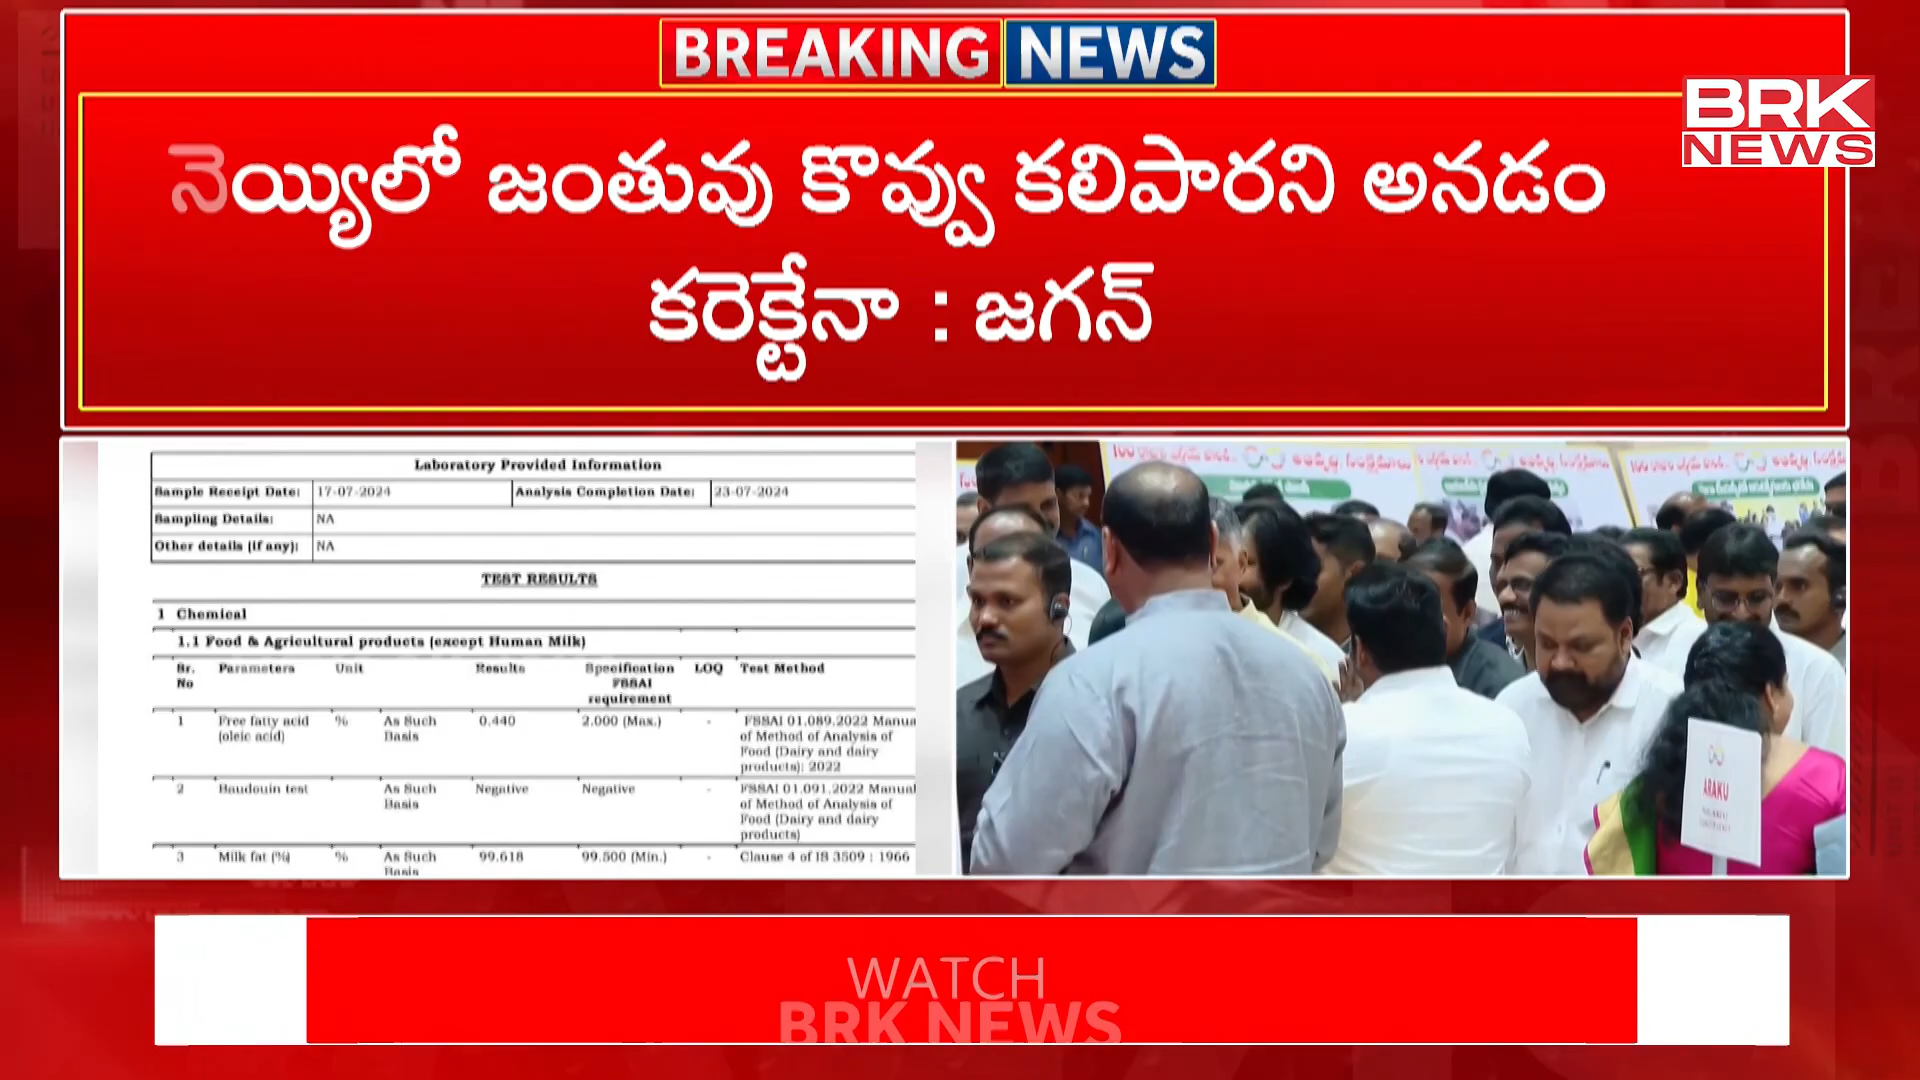 BREAKING NEWS
BRK
NEWS
నెయ్యిలో జంతువు కొవ్వు కలిపారని అనడం
కరెక్టేనా : జగన్
Laboratory Provided Information
Sample Receipt Date: 17-07-2024 Analysis Completion Date: 23-07-2024
Sampling Details: NA
Other details (if any): NA
TEST RESULTS
1 Chemical
1.1 Food & Agricultural products (except Human Milk)
Sr. No Parameters Unit Results Specification FSSAI requirement LOQ Test Method
1 Free fatty acid (oleic acid) % As Such Basis 0.440 2.000 (Max.) - FSSAI 01.089.2022 Manua of Method of Analysis of Food (Dairy and dairy products): 2022
2 Baudouin test As Such Basis Negative Negative - FSSAI 01.091.2022 Manual of Method of Analysis of Food (Dairy and dairy products)
3 Milk fat (%) % As Such Basis 99.618 99.500 (Min.) - Clause 4 of IS 3509 : 1966
ARAKU
WATCH
BRK NEWS